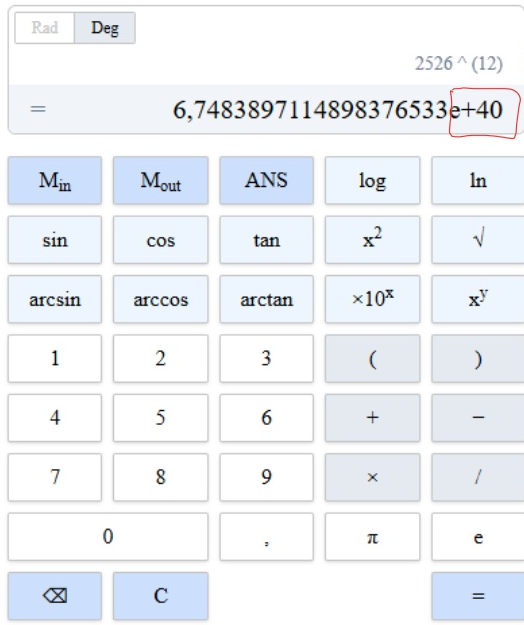 Rad Deg
2526 ^ (12)
= 6,7483897114898376533e+40
Min Mout ANS log ln
sin cos tan x² √
arcsin arccos arctan ×10ˣ xʸ
1 2 3 ( )
4 5 6 + −
7 8 9 × /
0 , π e
⌫ C =